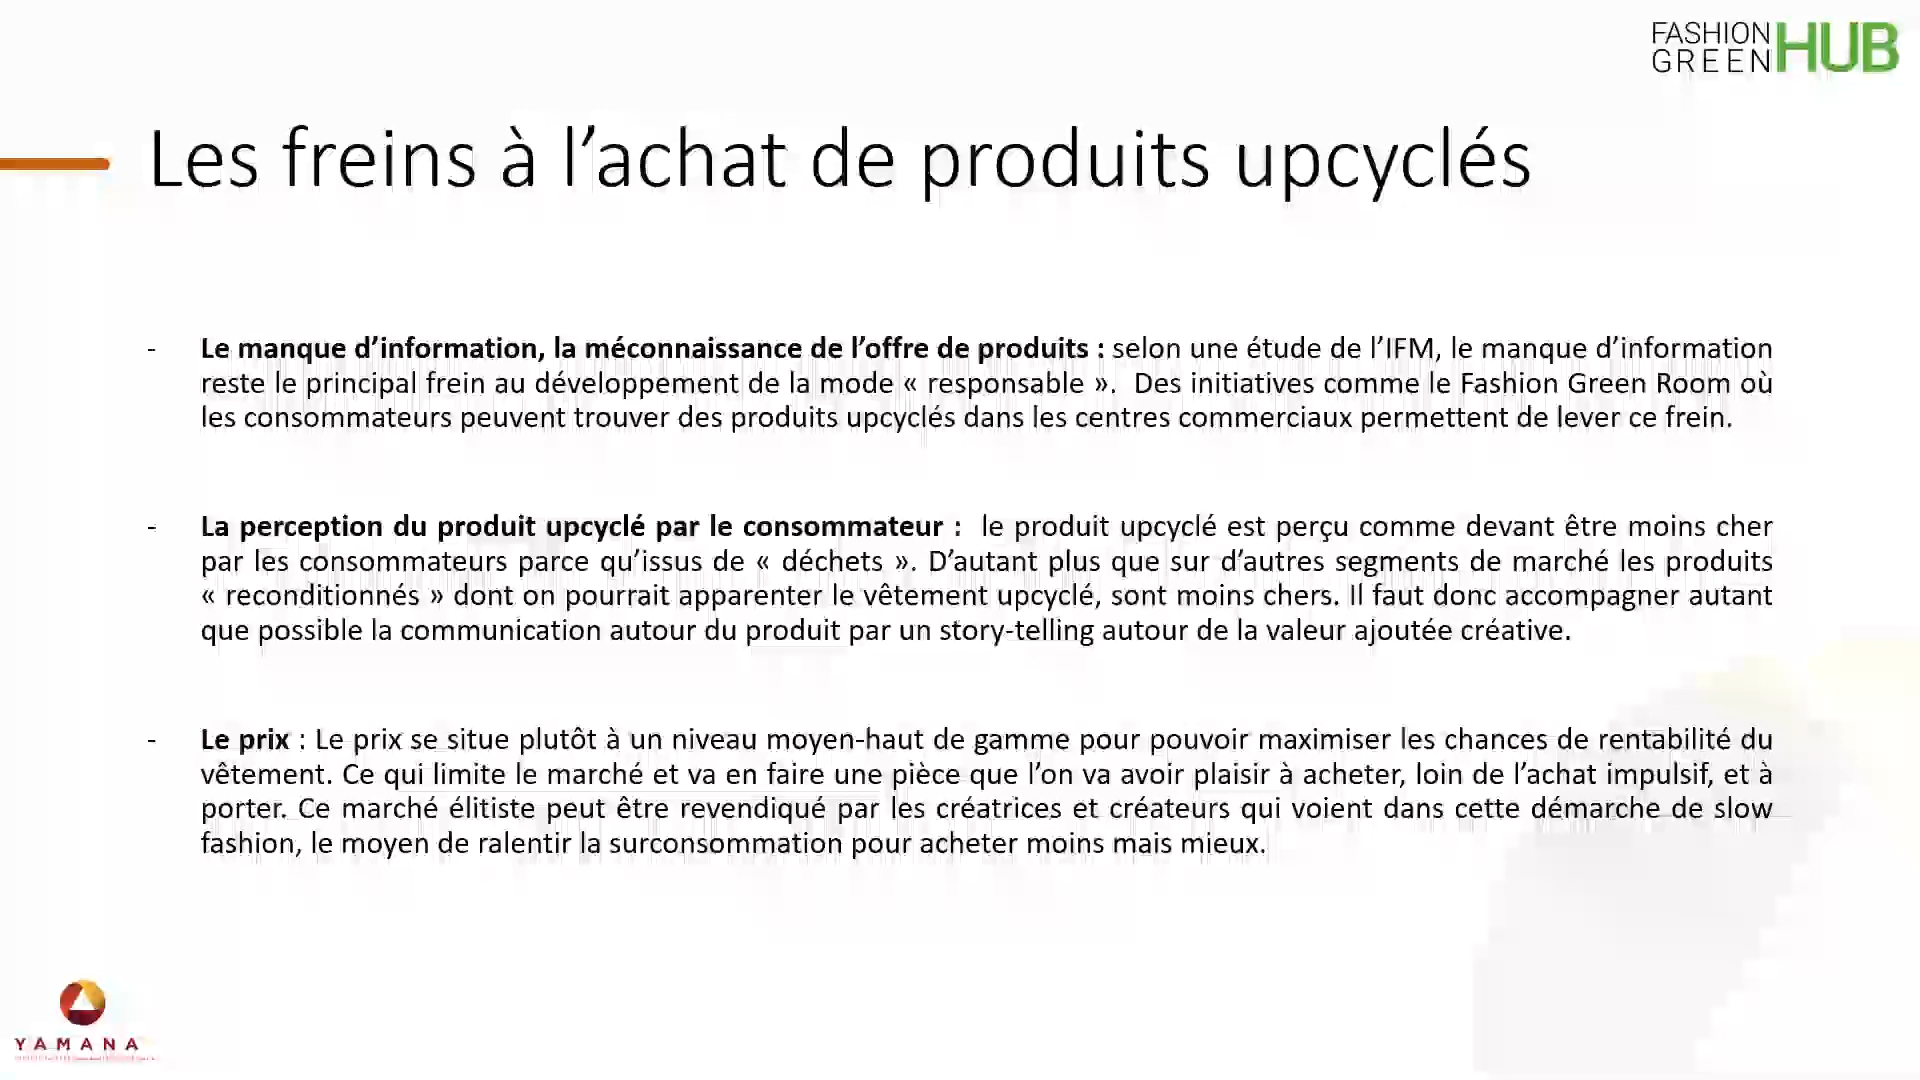 FASHION
GREEN HUB
Les freins à l’achat de produits upcyclés
- Le manque d’information, la méconnaissance de l’offre de produits : selon une étude de l’IFM, le manque d’information
reste le principal frein au développement de la mode « responsable ». Des initiatives comme le Fashion Green Room où
les consommateurs peuvent trouver des produits upcyclés dans les centres commerciaux permettent de lever ce frein.
- La perception du produit upcyclé par le consommateur : le produit upcyclé est perçu comme devant être moins cher
par les consommateurs parce qu’issus de « déchets ». D’autant plus que sur d’autres segments de marché les produits
« reconditionnés » dont on pourrait apparenter le vêtement upcyclé, sont moins chers. Il faut donc accompagner autant
que possible la communication autour du produit par un story-telling autour de la valeur ajoutée créative.
- Le prix : Le prix se situe plutôt à un niveau moyen-haut de gamme pour pouvoir maximiser les chances de rentabilité du
vêtement. Ce qui limite le marché et va en faire une pièce que l’on va avoir plaisir à acheter, loin de l’achat impulsif, et à
porter. Ce marché élitiste peut être revendiqué par les créatrices et créateurs qui voient dans cette démarche de slow
fashion, le moyen de ralentir la surconsommation pour acheter moins mais mieux.
YAMANA